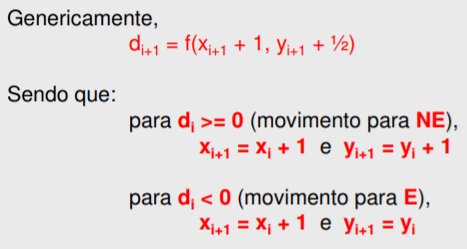 Genericamente,
dᵢ₊₁ = f(xᵢ₊₁ + 1, yᵢ₊₁ + ½)
Sendo que:
para dᵢ >= 0 (movimento para NE),
xᵢ₊₁ = xᵢ + 1 e yᵢ₊₁ = yᵢ + 1
para dᵢ < 0 (movimento para E),
xᵢ₊₁ = xᵢ + 1 e yᵢ₊₁ = yᵢ